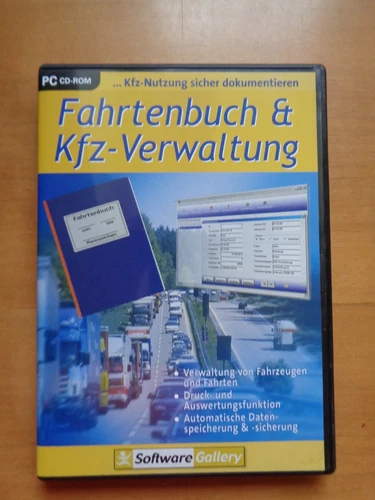 PC CD-ROM
... Kfz-Nutzung sicher dokumentieren
Fahrtenbuch &
Kfz-Verwaltung
Fahrtenbuch
• Verwaltung von Fahrzeugen
und Fahrten
• Druck- und
Auswertungsfunktion
• Automatische Daten-
speicherung & -sicherung
Software Gallery